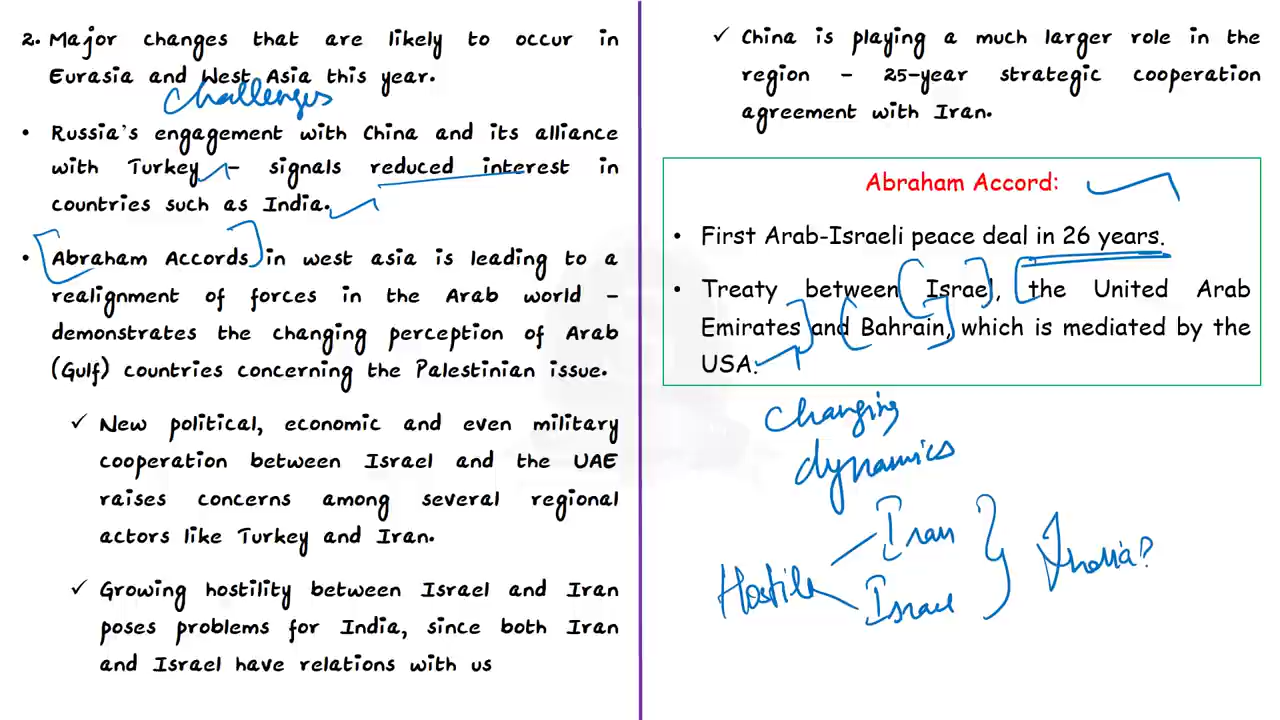 2. Major changes that are likely to occur in
Eurasia and West Asia this year.
challenges
• Russia's engagement with China and its alliance
with Turkey - signals reduced interest in
countries such as India.
• Abraham Accords in west asia is leading to a
realignment of forces in the Arab world -
demonstrates the changing perception of Arab
(Gulf) countries concerning the Palestinian issue.
✓ New political, economic and even military
cooperation between Israel and the UAE
raises concerns among several regional
actors like Turkey and Iran.
✓ Growing hostility between Israel and Iran
poses problems for India, since both Iran
and Israel have relations with us
✓ China is playing a much larger role in the
region - 25-year strategic cooperation
agreement with Iran.
Abraham Accord:
• First Arab-Israeli peace deal in 26 years.
• Treaty between Israel, the United Arab
Emirates and Bahrain, which is mediated by the
USA.
Changing
dynamics
Iran
Hostile India?
Israel